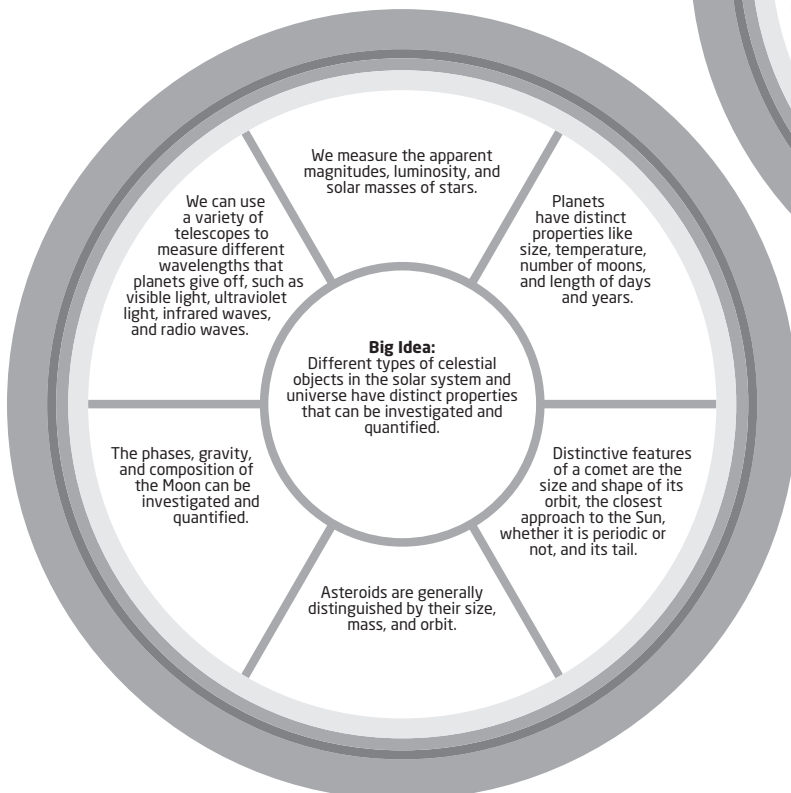 We measure the apparent
magnitudes, luminosity, and
solar masses of stars.
Planets
have distinct
properties like
size, temperature,
number of moons,
and length of days
and years.
Distinctive features
of a comet are the
size and shape of its
orbit, the closest
approach to the Sun,
whether it is periodic or
not, and its tail.
Asteroids are generally
distinguished by their size,
mass, and orbit.
The phases, gravity,
and composition of
the Moon can be
investigated and
quantified.
We can use
a variety of
telescopes to
measure different
wavelengths that
planets give off, such as
visible light, ultraviolet
light, infrared waves,
and radio waves.
Big Idea:
Different types of celestial
objects in the solar system and
universe have distinct properties
that can be investigated and
quantified.